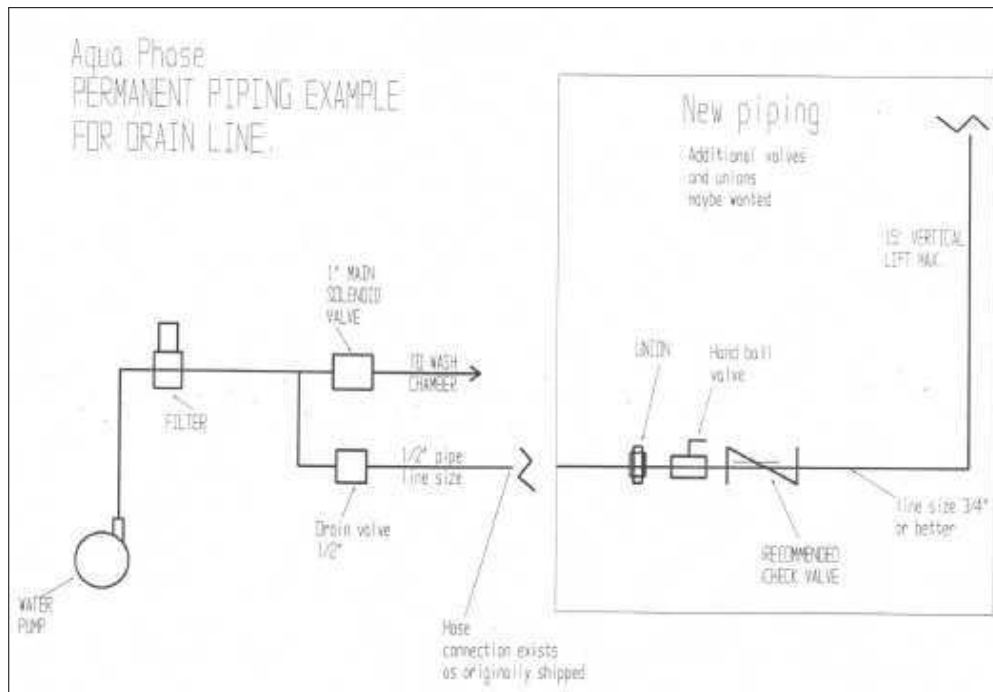 Aqua Phase
PERMANENT PIPING EXAMPLE
FOR DRAIN LINE.
New piping
Additional valves
and unions
maybe wanted
15' VERTICAL
LIFT MAX.
1" MAIN
SOLENOID
VALVE
TO WASH
CHAMBER
FILTER
UNION
Hand ball
valve
1/2" pipe
line size
Drain valve
1/2"
line size 3/4"
or better
RECOMMENDED
CHECK VALVE
WATER
PUMP
Hose
connection exists
as originally shipped